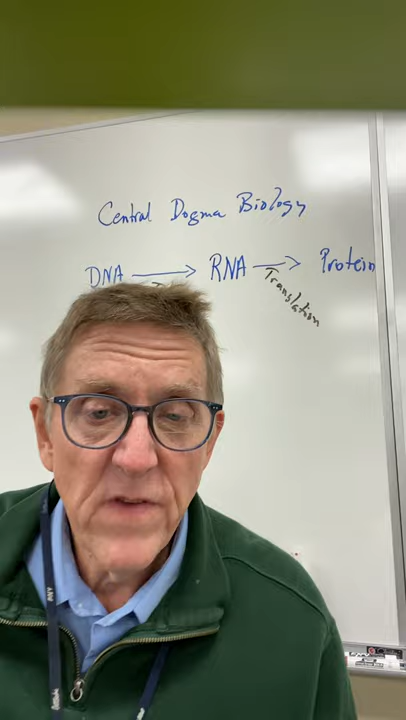 Central Dogma Biology
DNA → RNA → Protein
Translation